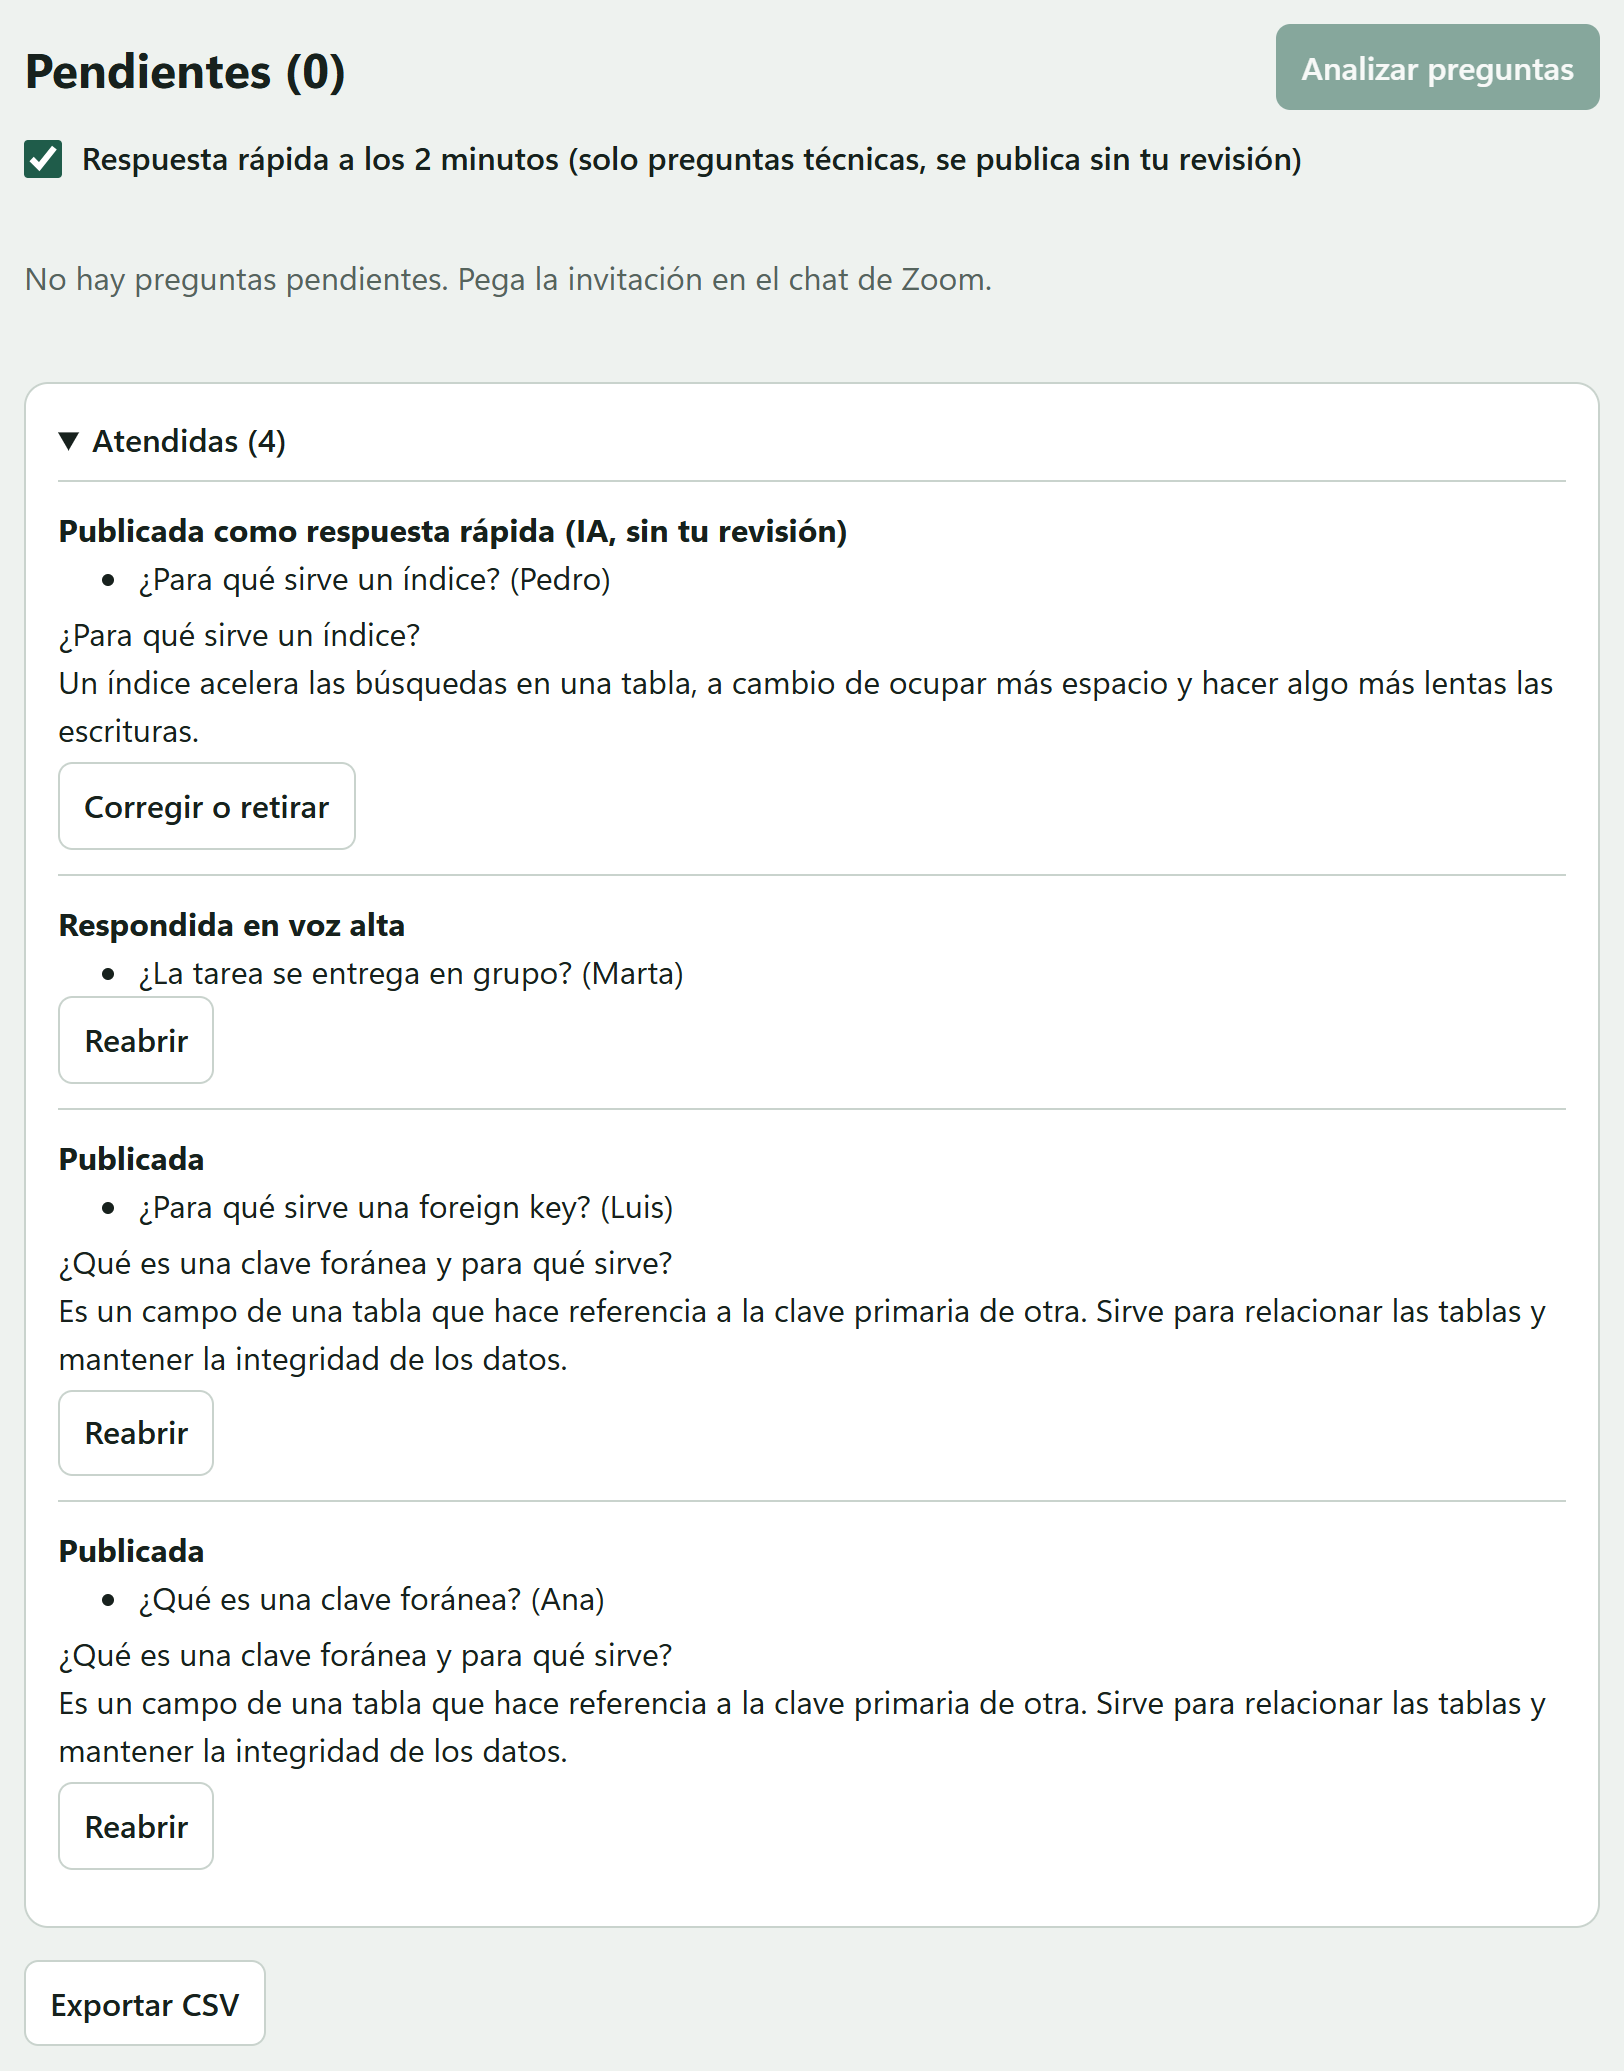 Pendientes (0)
Analizar preguntas
Respuesta rápida a los 2 minutos (solo preguntas técnicas, se publica sin tu revisión)
No hay preguntas pendientes. Pega la invitación en el chat de Zoom.
▼ Atendidas (4)
Publicada como respuesta rápida (IA, sin tu revisión)
• ¿Para qué sirve un índice? (Pedro)
¿Para qué sirve un índice?
Un índice acelera las búsquedas en una tabla, a cambio de ocupar más espacio y hacer algo más lentas las
escrituras.
Corregir o retirar
Respondida en voz alta
• ¿La tarea se entrega en grupo? (Marta)
Reabrir
Publicada
• ¿Para qué sirve una foreign key? (Luis)
¿Qué es una clave foránea y para qué sirve?
Es un campo de una tabla que hace referencia a la clave primaria de otra. Sirve para relacionar las tablas y
mantener la integridad de los datos.
Reabrir
Publicada
• ¿Qué es una clave foránea? (Ana)
¿Qué es una clave foránea y para qué sirve?
Es un campo de una tabla que hace referencia a la clave primaria de otra. Sirve para relacionar las tablas y
mantener la integridad de los datos.
Reabrir
Exportar CSV